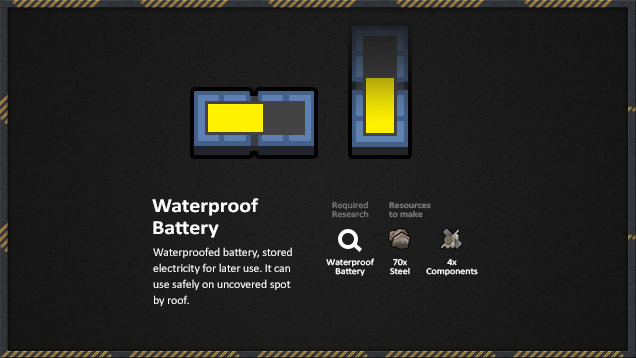 Waterproof
Battery
Waterproofed battery, stored
electricity for later use. It can
use safely on uncovered spot
by roof.
Required
Research
Resources
to make
Waterproof
Battery
70x
Steel
4x
Components